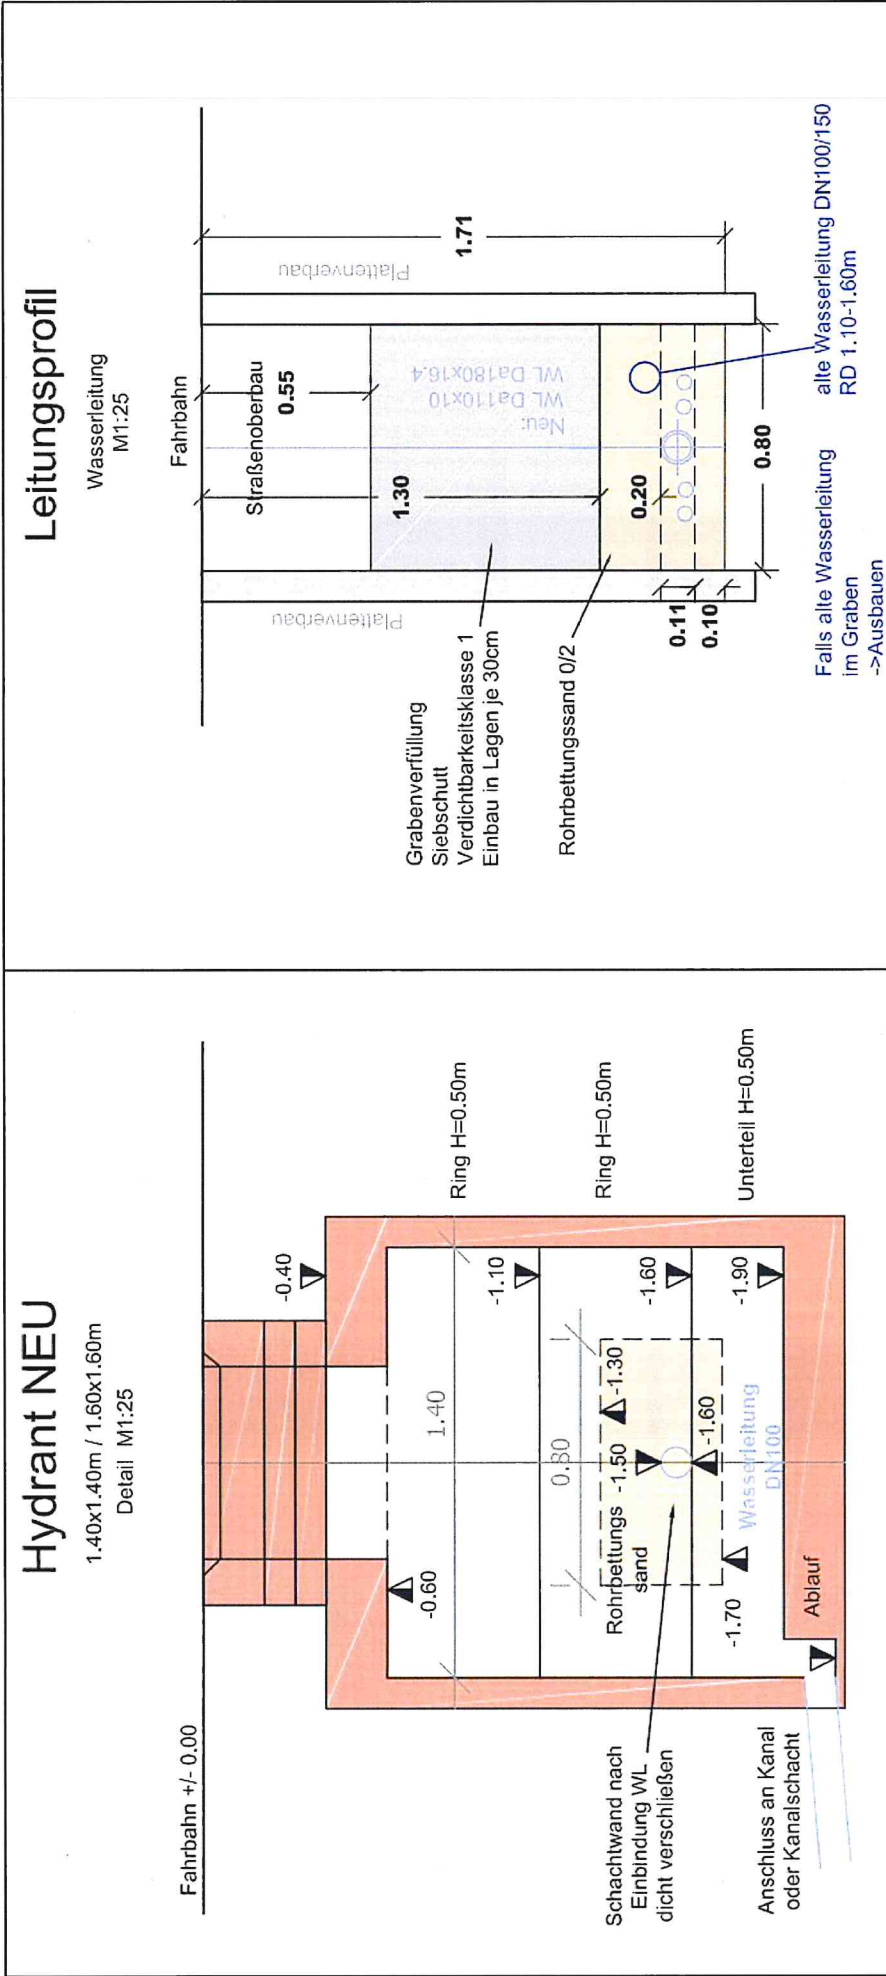 Hydrant NEU
1.40x1.40m / 1.60x1.60m
Detail M1:25
Fahrbahn +/- 0.00
-0.40
-0.60
1.40
Ring H=0.50m
-1.10
0.80
Ring H=0.50m
-1.30
Rohrbettungs
sand
-1.50
-1.60
-1.60
Schachtwand nach
Einbindung WL
dicht verschließen
-1.70
Wasserleitung
DN100
Unterteil H=0.50m
-1.90
Ablauf
Anschluss an Kanal
oder Kanalschacht
Leitungsprofil
Wasserleitung
M1:25
Fahrbahn
Straßenoberbau
0.55
Plattenverbau
Plattenverbau
1.30
1.71
Neu:
WL Da110x10
WL Da180x16.4
Grabenverfüllung
Siebschutt
Verdichtbarkeitsklasse 1
Einbau in Lagen je 30cm
Rohrbettungssand 0/2
0.20
0.11
0.10
0.80
Falls alte Wasserleitung
im Graben
->Ausbauen
alte Wasserleitung DN100/150
RD 1.10-1.60m